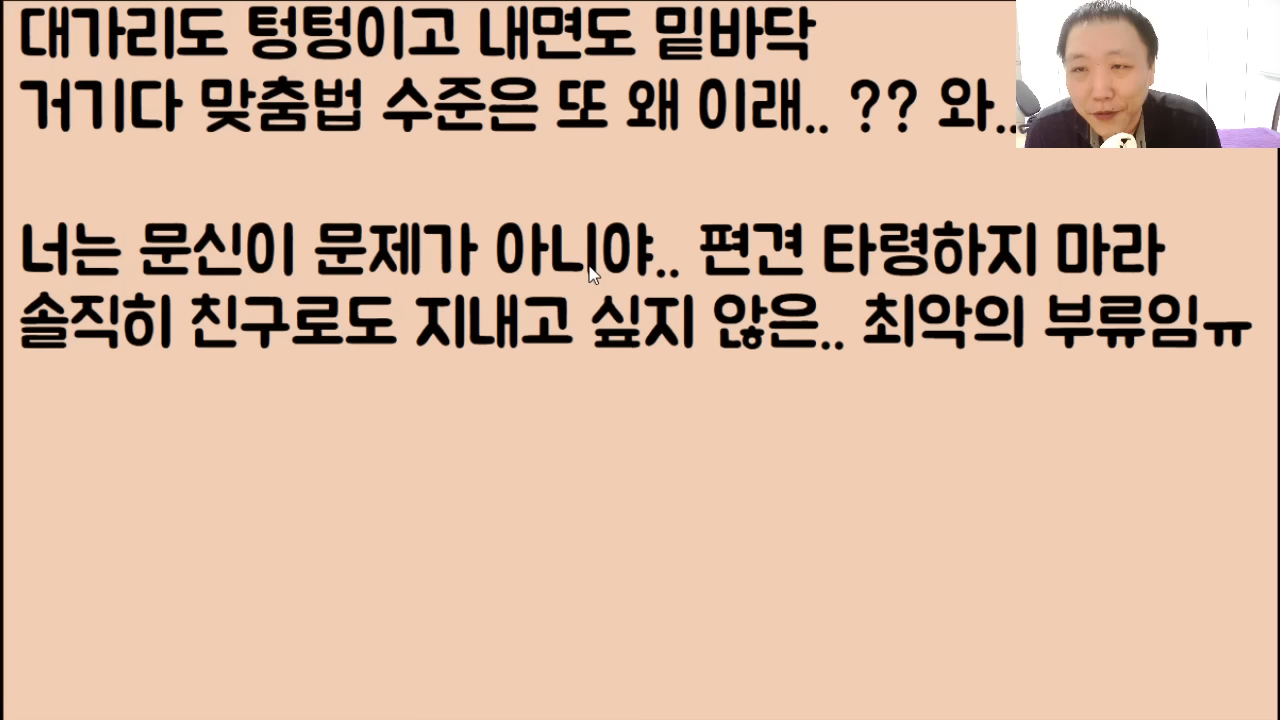 대가리도 텅텅이고 내면도 밑바닥
거기다 맞춤법 수준은 또 왜 이래.. ?? 와..
너는 문신이 문제가 아니야.. 편견 타령하지 마라
솔직히 친구로도 지내고 싶지 않은.. 최악의 부류임ㅠ